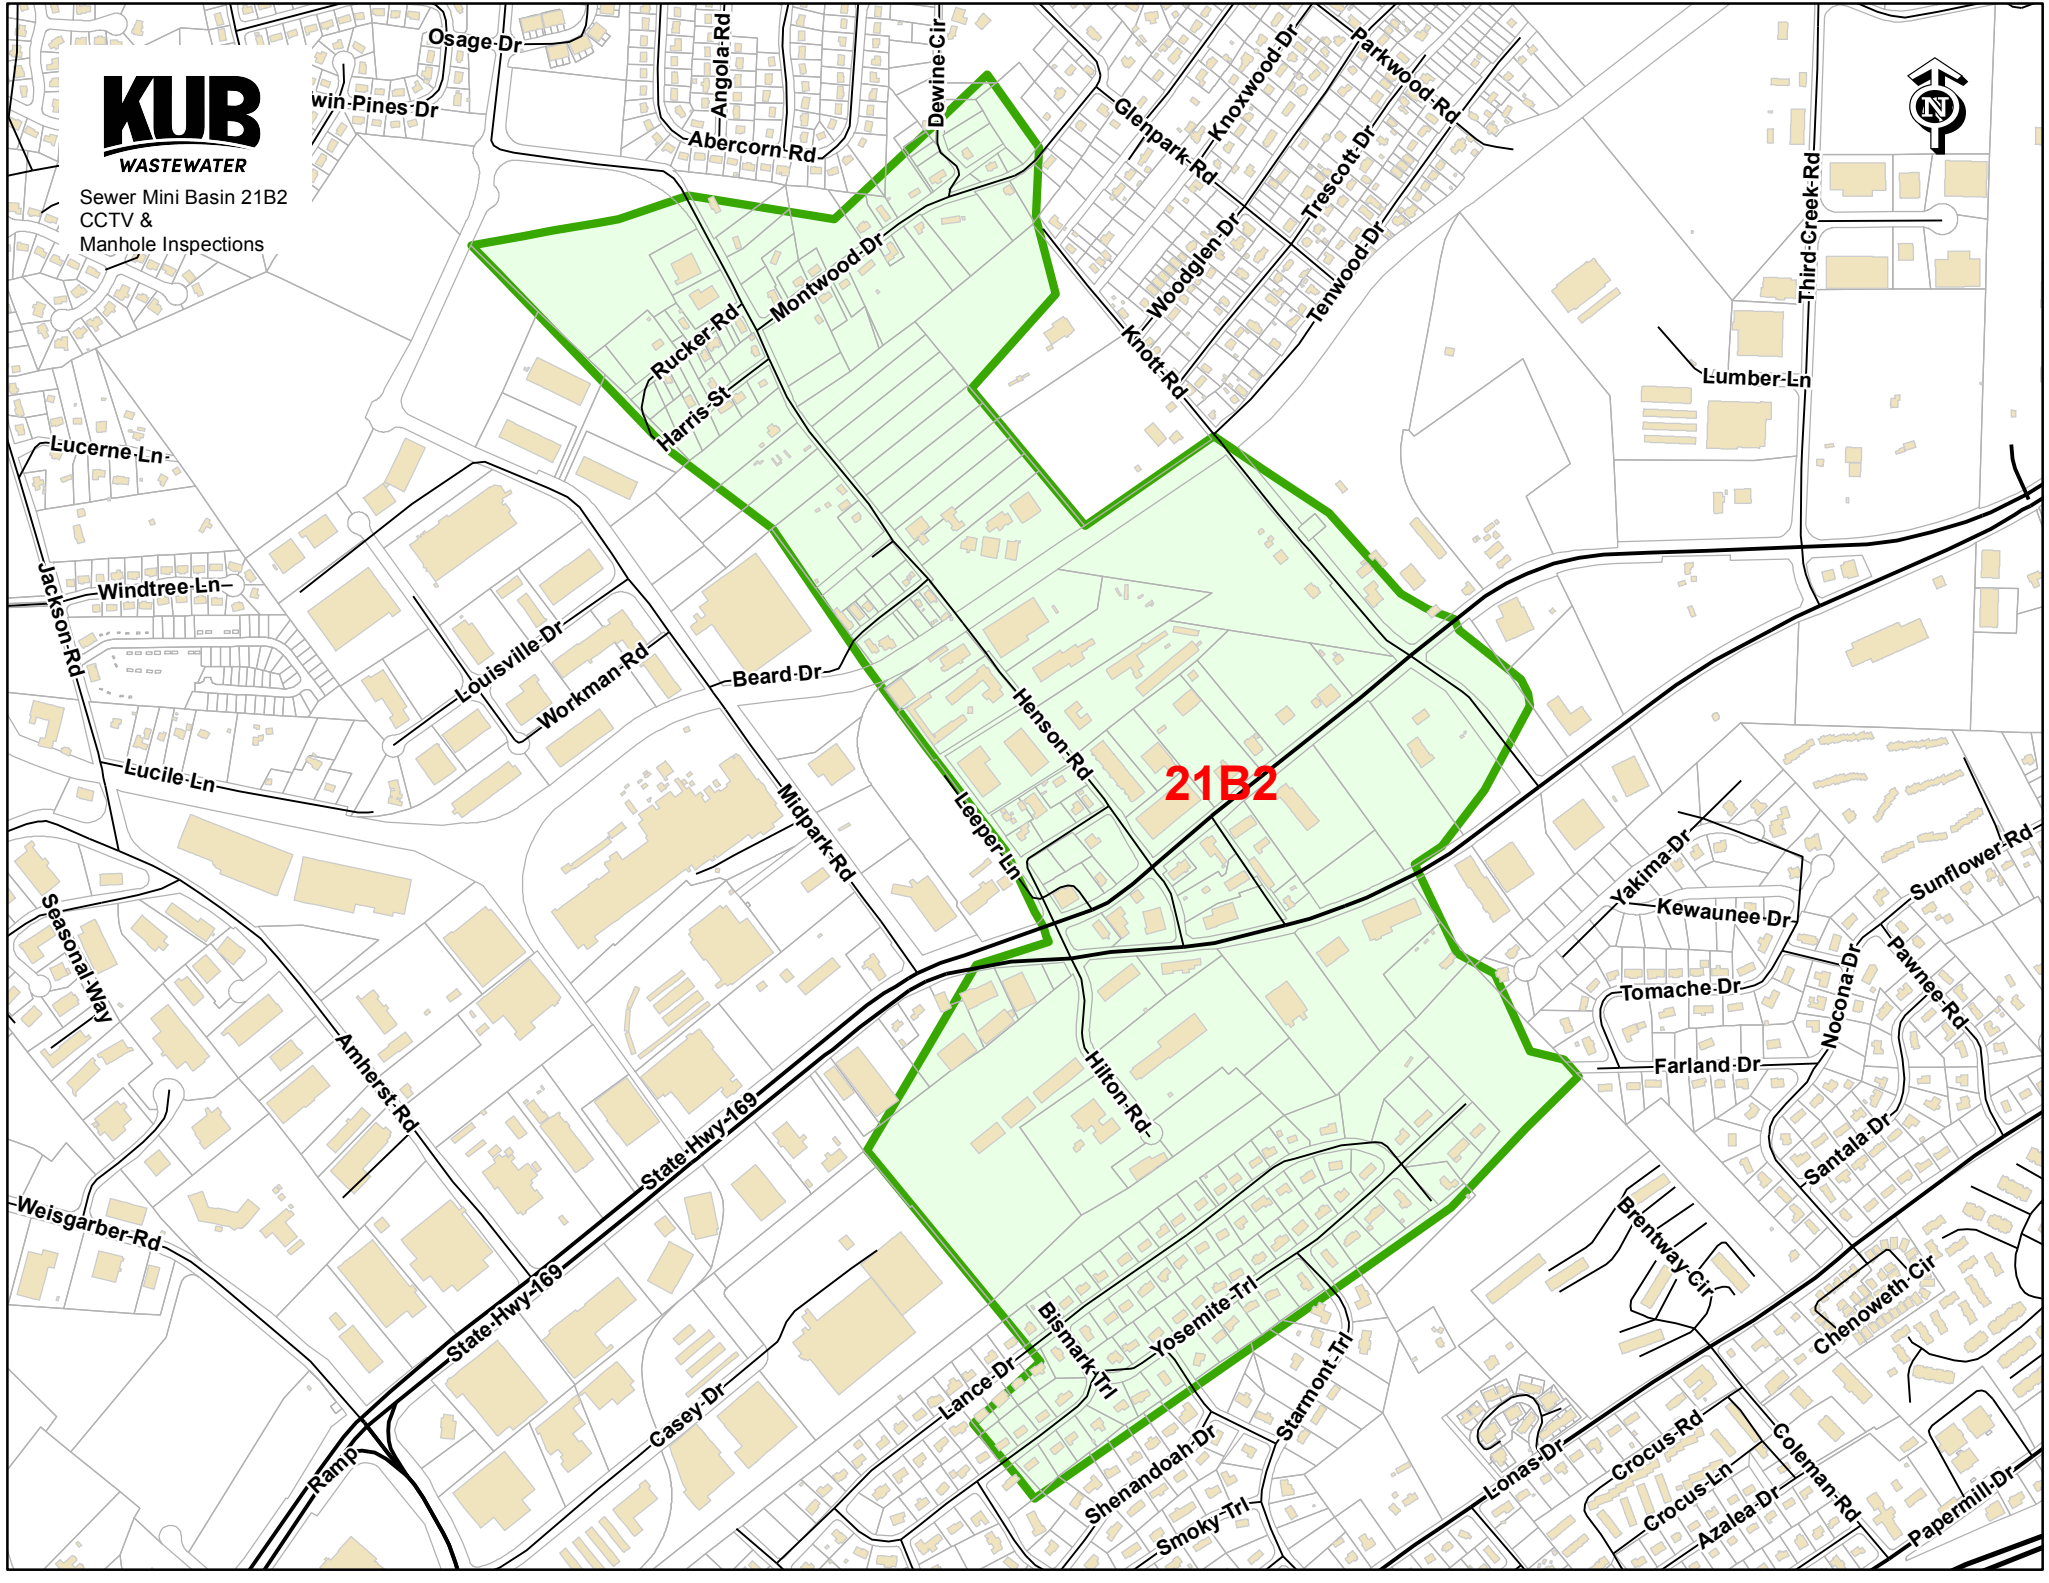 KUB
WASTEWATER
Sewer Mini Basin 21B2
CCTV &
Manhole Inspections
N
Osage Dr
win Pines Dr
Angola Rd
Abercorn Rd
Dewine Cir
Glenpark Rd
Knoxwood Dr
Parkwood Rd
Trescott Dr
Woodglen Dr
Tenwood Dr
Knott Rd
Third Creek Rd
Lumber Ln
Montwood Dr
Rucker Rd
Harris St
Lucerne Ln
Windtree Ln
Jackson Rd
Louisville Dr
Workman Rd
Beard Dr
Henson Rd
21B2
Lucile Ln
Midpark Rd
Leeper Ln
Seasonal Way
Amherst Rd
Yakima Dr
Kewaunee Dr
Sunflower Rd
Pawnee Rd
Nocona Dr
Tomache Dr
Farland Dr
Santala Dr
Hilton Rd
State Hwy 169
State Hwy 169
Weisgarber Rd
Brentway Cir
Chenoweth Cir
Bismark Trl
Yosemite Trl
Starmont Trl
Lance Dr
Casey Dr
Ramp
Shenandoah Dr
Smoky Trl
Lonas Dr
Crocus Rd
Crocus Ln
Azalea Dr
Coleman Rd
Papermill Dr